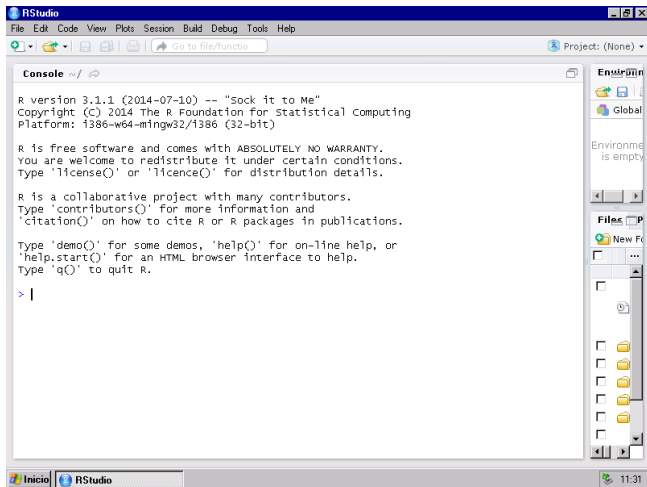 RStudio
File Edit Code View Plots Session Build Debug Tools Help
Go to file/functio
Project: (None)
Console ~/
R version 3.1.1 (2014-07-10) -- "Sock it to Me"
Copyright (C) 2014 The R Foundation for Statistical Computing
Platform: i386-w64-mingw32/i386 (32-bit)
R is free software and comes with ABSOLUTELY NO WARRANTY.
You are welcome to redistribute it under certain conditions.
Type 'license()' or 'licence()' for distribution details.
R is a collaborative project with many contributors.
Type 'contributors()' for more information and
'citation()' on how to cite R or R packages in publications.
Type 'demo()' for some demos, 'help()' for on-line help, or
'help.start()' for an HTML browser interface to help.
Type 'q()' to quit R.
>
Global
Environme
is empty
Files P
New Fo
...
Inicio RStudio 11:31